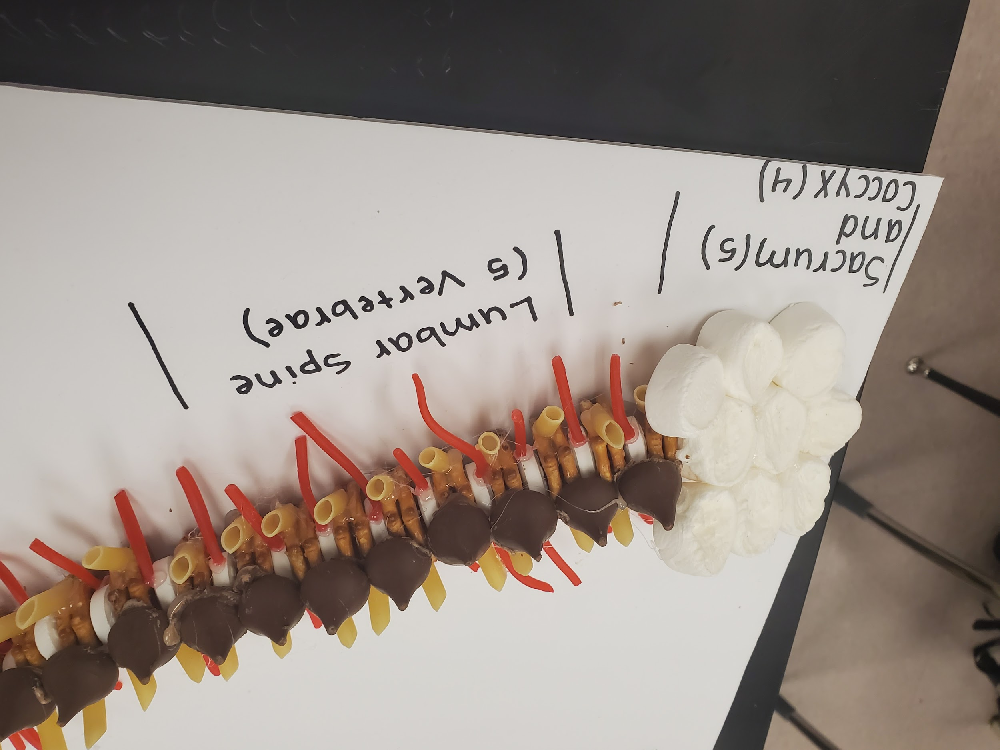 Lumbar Spine
(5 vertebrae)
Sacrum(5)
and
Coccyx(4)